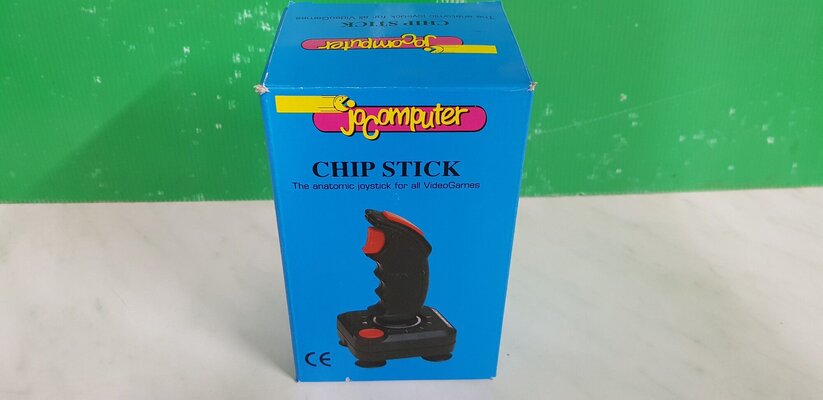 The anatomic joystick for all VideoGames
CHIP STICK
joComputer
joComputer
CHIP STICK
The anatomic joystick for all VideoGames
CE